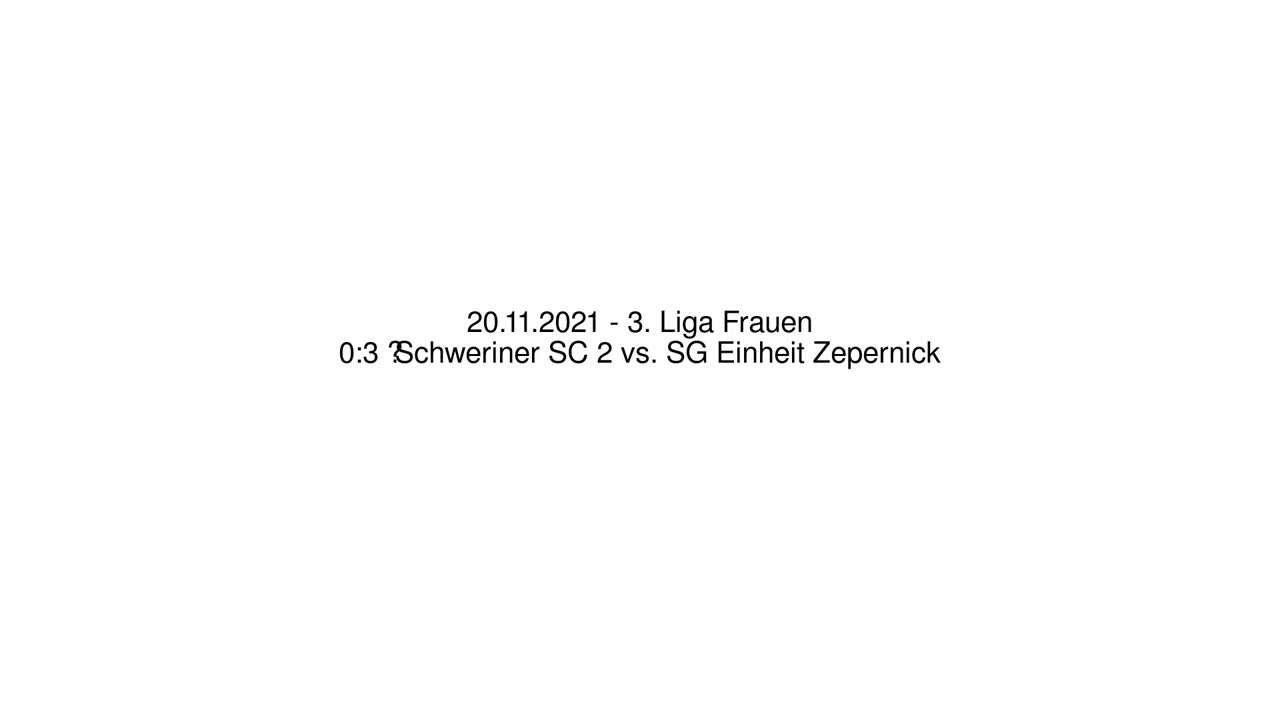 20.11.2021 - 3. Liga Frauen
0:3 ?Schweriner SC 2 vs. SG Einheit Zepernick